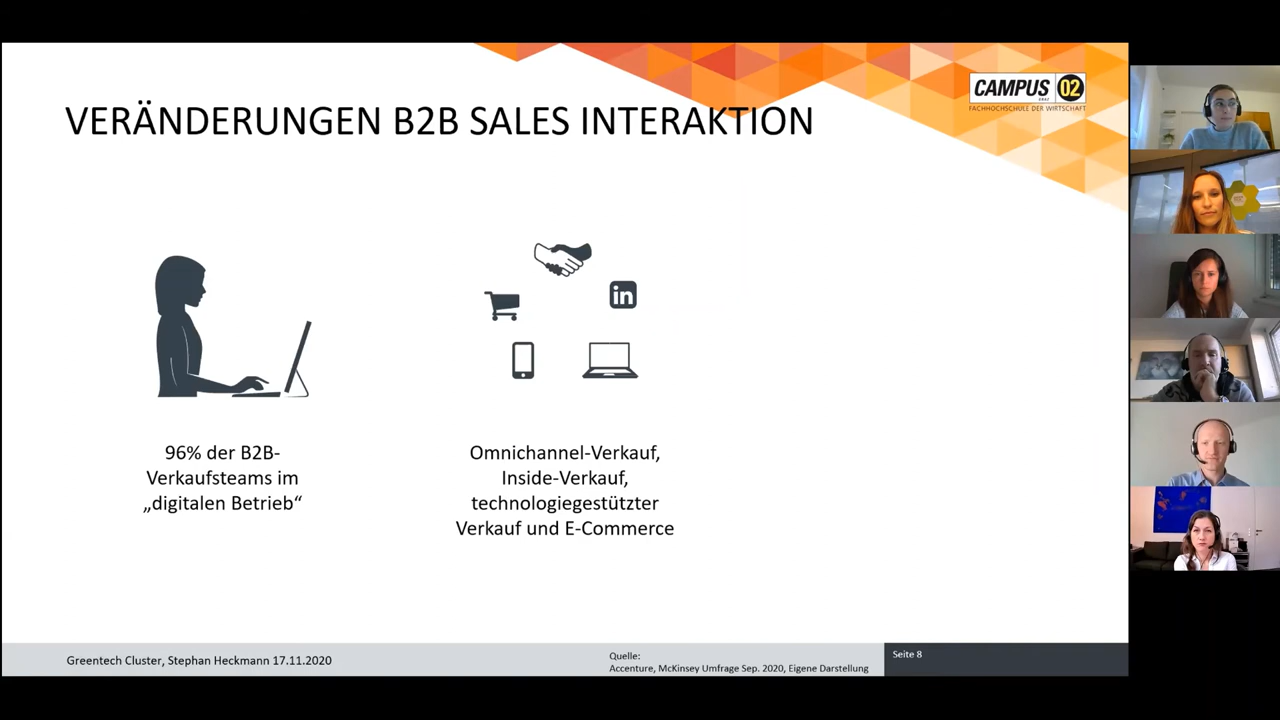 CAMPUS 02
GRAZ
FACHHOCHSCHULE DER WIRTSCHAFT
VERÄNDERUNGEN B2B SALES INTERAKTION
in
96% der B2B-
Verkaufsteams im
„digitalen Betrieb“
Omnichannel-Verkauf,
Inside-Verkauf,
technologiegestützter
Verkauf und E-Commerce
Greentech Cluster, Stephan Heckmann 17.11.2020
Quelle:
Accenture, McKinsey Umfrage Sep. 2020, Eigene Darstellung
Seite 8